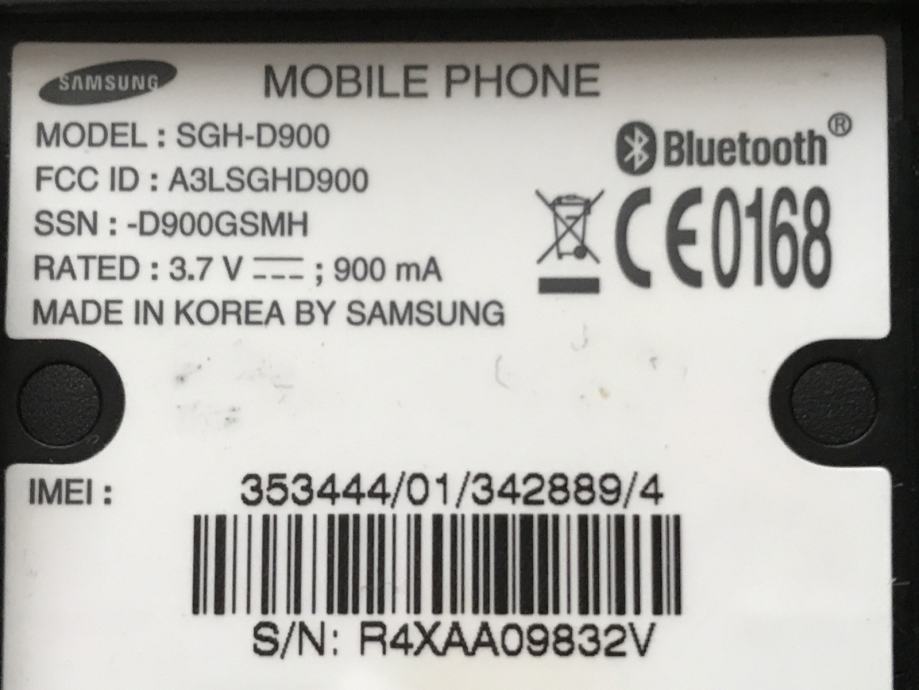 SAMSUNG MOBILE PHONE
MODEL : SGH-D900
FCC ID : A3LSGHD900
SSN : -D900GSMH
RATED : 3.7 V ⎓ ; 900 mA
MADE IN KOREA BY SAMSUNG
Bluetooth®
CE0168
IMEI : 353444/01/342889/4
S/N: R4XAA09832V